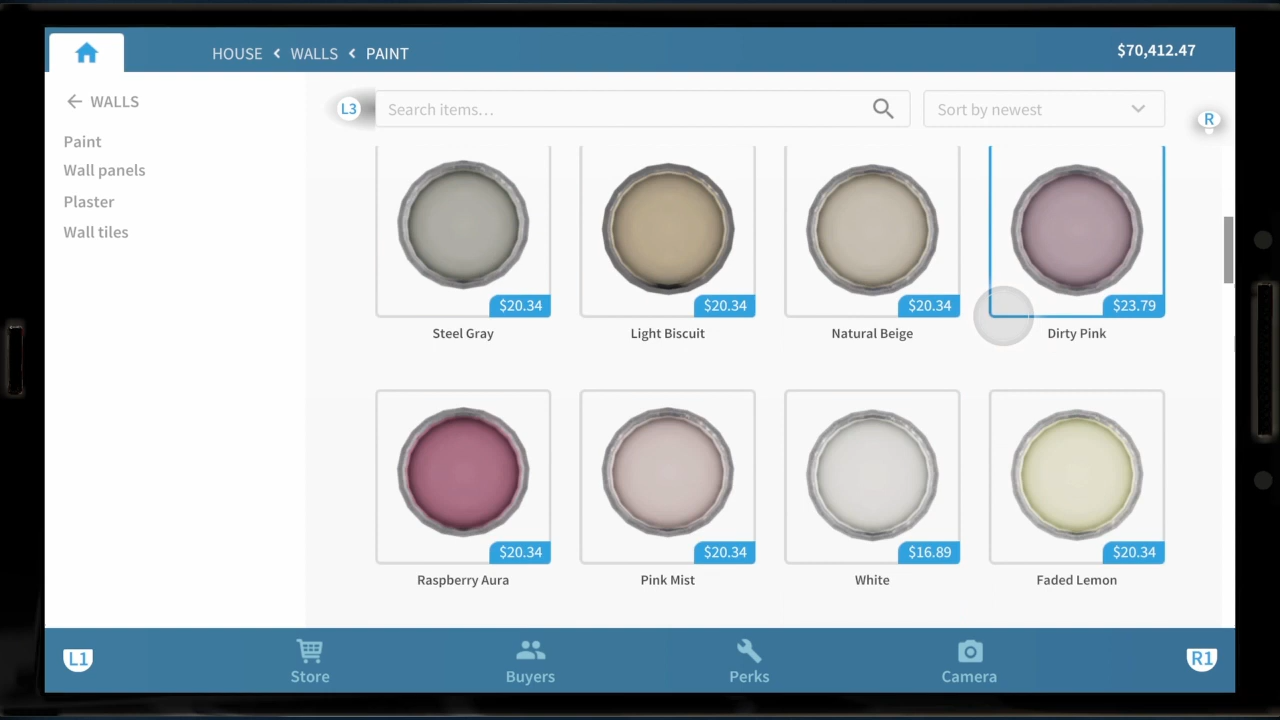 HOUSE < WALLS < PAINT
$70,412.47
WALLS
Paint
Wall panels
Plaster
Wall tiles
L3
Search items...
Sort by newest
R
$20.34
$20.34
$20.34
$23.79
Steel Gray
Light Biscuit
Natural Beige
Dirty Pink
$20.34
$20.34
$16.89
$20.34
Raspberry Aura
Pink Mist
White
Faded Lemon
L1
Store
Buyers
Perks
Camera
R1